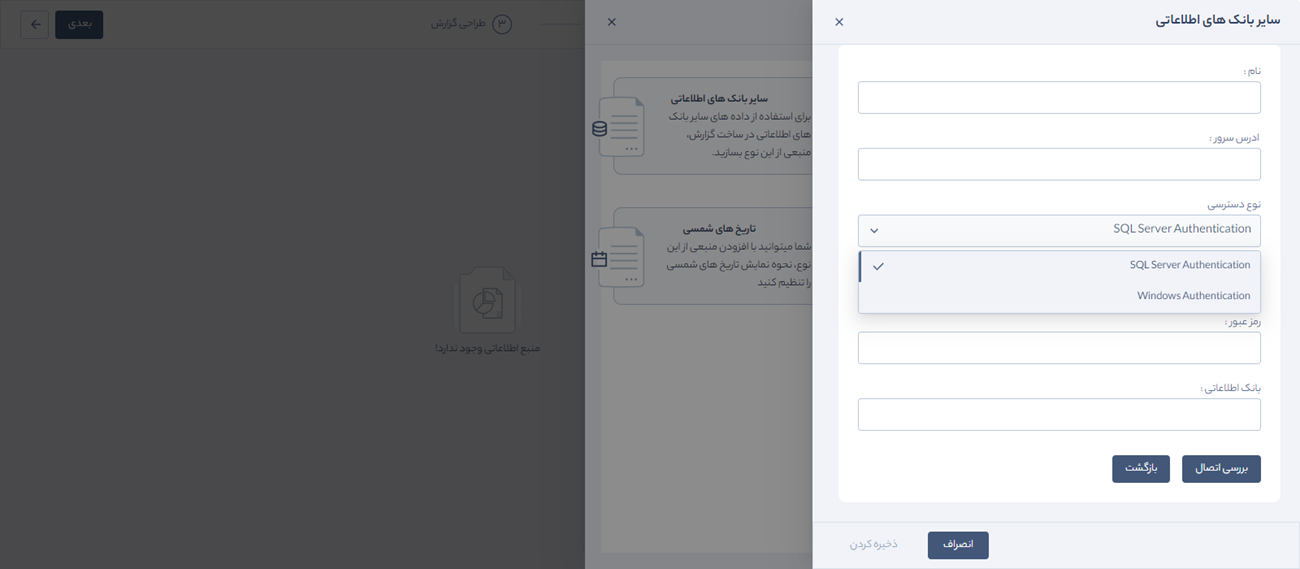 سایر بانک های اطلاعاتی
نام :
ادرس سرور :
نوع دسترسی
SQL Server Authentication
SQL Server Authentication
Windows Authentication
رمز عبور :
بانک اطلاعاتی :
بررسی اتصال
بازگشت
انصراف
ذخیره کردن
سایر بانک های اطلاعاتی
برای استفاده از داده های سایر بانک
های اطلاعاتی در ساخت گزارش،
منبعی از این نوع بسازید.
تاریخ های شمسی
شما میتوانید با افزودن منبعی از این
نوع، نحوه نمایش تاریخ های شمسی
را تنظیم کنید
۳ طراحی گزارش
بعدی
منبع اطلاعاتی وجود ندارد!